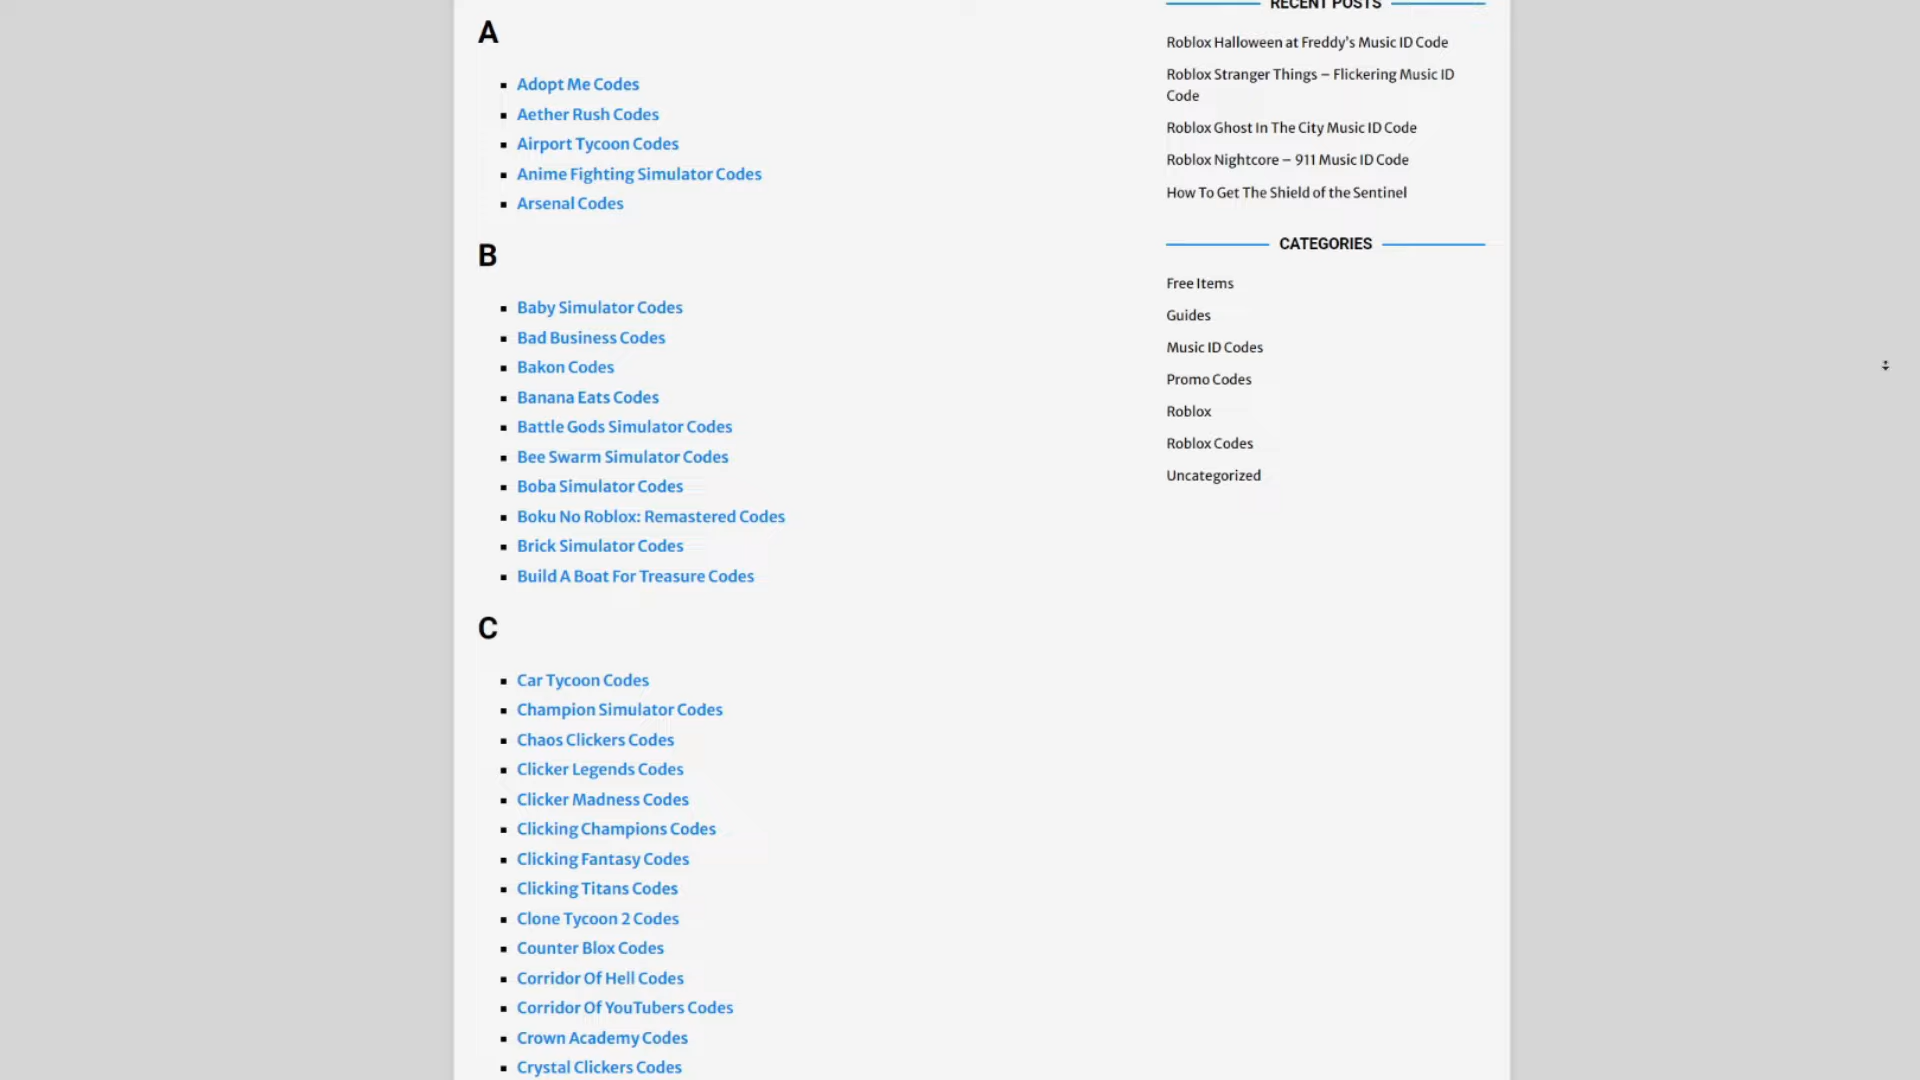 A
Adopt Me Codes
Aether Rush Codes
Airport Tycoon Codes
Anime Fighting Simulator Codes
Arsenal Codes
B
Baby Simulator Codes
Bad Business Codes
Bakon Codes
Banana Eats Codes
Battle Gods Simulator Codes
Bee Swarm Simulator Codes
Boba Simulator Codes
Boku No Roblox: Remastered Codes
Brick Simulator Codes
Build A Boat For Treasure Codes
C
Car Tycoon Codes
Champion Simulator Codes
Chaos Clickers Codes
Clicker Legends Codes
Clicker Madness Codes
Clicking Champions Codes
Clicking Fantasy Codes
Clicking Titans Codes
Clone Tycoon 2 Codes
Counter Blox Codes
Corridor Of Hell Codes
Corridor Of YouTubers Codes
Crown Academy Codes
Crystal Clickers Codes
RECENT POSTS
Roblox Halloween at Freddy’s Music ID Code
Roblox Stranger Things – Flickering Music ID
Code
Roblox Ghost In The City Music ID Code
Roblox Nightcore – 911 Music ID Code
How To Get The Shield of the Sentinel
CATEGORIES
Free Items
Guides
Music ID Codes
Promo Codes
Roblox
Roblox Codes
Uncategorized